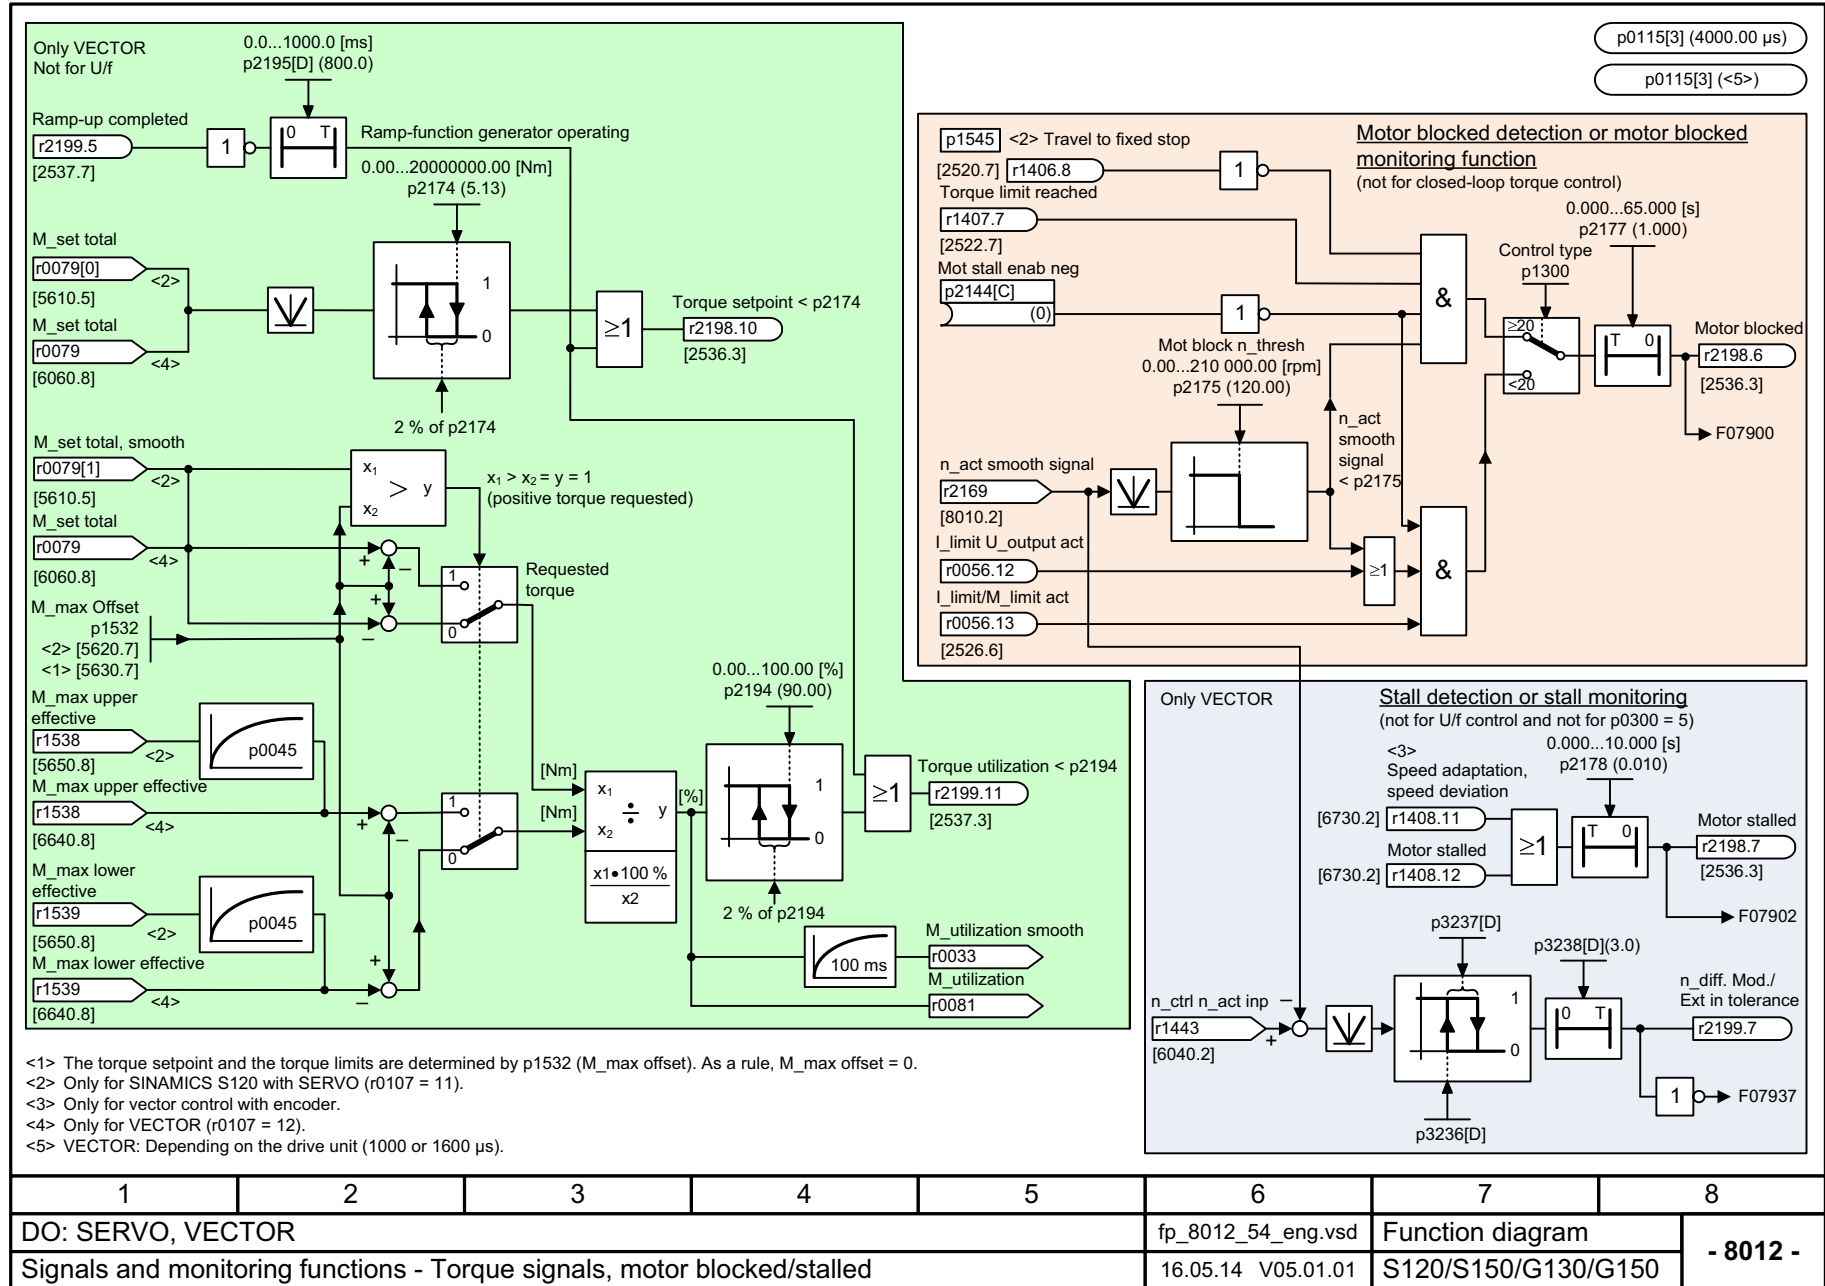 Only VECTOR
Not for U/f
0.0...1000.0 [ms]
p2195[D] (800.0)
Ramp-up completed
r2199.5
[2537.7]
1
0 T
Ramp-function generator operating
0.00...20000000.00 [Nm]
p2174 (5.13)
M_set total
r0079[0]
<2>
[5610.5]
M_set total
r0079
<4>
[6060.8]
1
0
2 % of p2174
≥1
Torque setpoint < p2174
r2198.10
[2536.3]
M_set total, smooth
r0079[1]
<2>
[5610.5]
M_set total
r0079
<4>
[6060.8]
x1
x2
> y
x1 > x2 = y = 1
(positive torque requested)
+
–
+
–
1
0
Requested
torque
M_max Offset
p1532
<2> [5620.7]
<1> [5630.7]
M_max upper
effective
r1538
<2>
[5650.8]
p0045
M_max upper effective
r1538
<4>
[6640.8]
+
–
1
0
M_max lower
effective
r1539
<2>
[5650.8]
p0045
M_max lower effective
r1539
<4>
[6640.8]
+
–
[Nm]
[Nm]
x1
x2
÷ y
x1•100 %
x2
[%]
0.00...100.00 [%]
p2194 (90.00)
1
0
2 % of p2194
≥1
Torque utilization < p2194
r2199.11
[2537.3]
100 ms
M_utilization smooth
r0033
M_utilization
r0081
p0115[3] (4000.00 µs)
p0115[3] (<5>)
Motor blocked detection or motor blocked
monitoring function
(not for closed-loop torque control)
p1545 <2> Travel to fixed stop
[2520.7] r1406.8
1
Torque limit reached
r1407.7
[2522.7]
Mot stall enab neg
p2144[C]
(0)
1
Mot block n_thresh
0.00...210 000.00 [rpm]
p2175 (120.00)
n_act smooth signal
r2169
[8010.2]
n_act
smooth
signal
< p2175
I_limit U_output act
r0056.12
I_limit/M_limit act
r0056.13
[2526.6]
≥1
&
&
Control type
p1300
≥20
<20
0.000...65.000 [s]
p2177 (1.000)
T 0
Motor blocked
r2198.6
[2536.3]
F07900
Only VECTOR
Stall detection or stall monitoring
(not for U/f control and not for p0300 = 5)
<3>
Speed adaptation,
speed deviation
[6730.2] r1408.11
Motor stalled
[6730.2] r1408.12
≥1
0.000...10.000 [s]
p2178 (0.010)
T 0
Motor stalled
r2198.7
[2536.3]
F07902
n_ctrl n_act inp
r1443
[6040.2]
–
+
p3237[D]
1
0
p3236[D]
p3238[D](3.0)
0 T
n_diff. Mod./
Ext in tolerance
r2199.7
1
F07937
<1> The torque setpoint and the torque limits are determined by p1532 (M_max offset). As a rule, M_max offset = 0.
<2> Only for SINAMICS S120 with SERVO (r0107 = 11).
<3> Only for vector control with encoder.
<4> Only for VECTOR (r0107 = 12).
<5> VECTOR: Depending on the drive unit (1000 or 1600 µs).
1 2 3 4 5 6 7 8
DO: SERVO, VECTOR
fp_8012_54_eng.vsd
Function diagram
- 8012 -
Signals and monitoring functions - Torque signals, motor blocked/stalled
16.05.14 V05.01.01
S120/S150/G130/G150